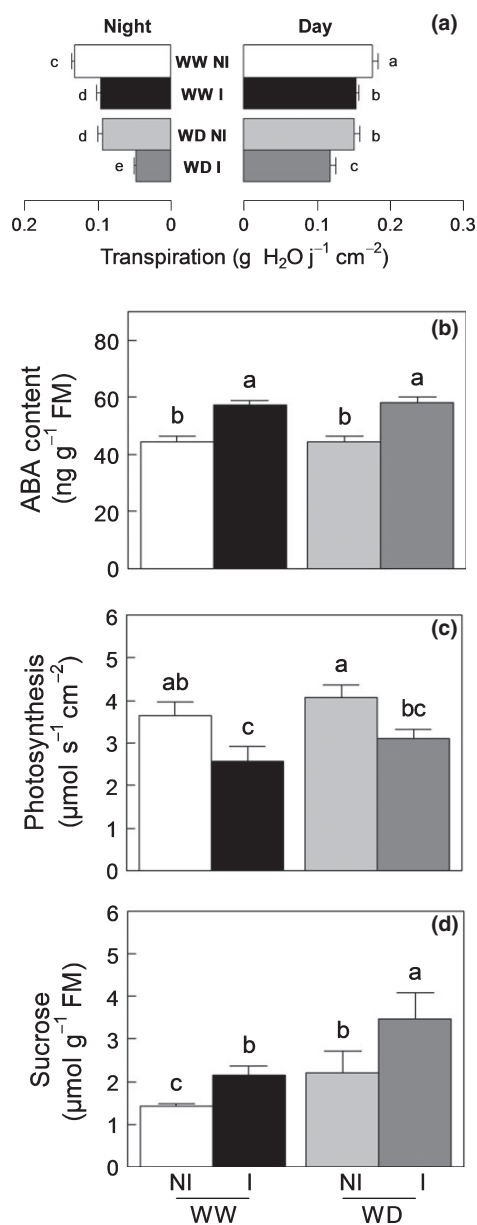 Night Day (a)
c WW NI a
d WW I b
d WD NI b
e WD I c
0.2 0.1 0 0 0.1 0.2 0.3
Transpiration (g H₂O j⁻¹ cm⁻²)
(b)
ABA content
(ng g⁻¹ FM)
80
60
40
20
0
b a b a
(c)
Photosynthesis
(µmol s⁻¹ cm⁻²)
6
5
4
3
2
1
0
ab c a bc
(d)
Sucrose
(µmol g⁻¹ FM)
6
5
4
3
2
1
0
c b b a
NI I NI I
WW WD